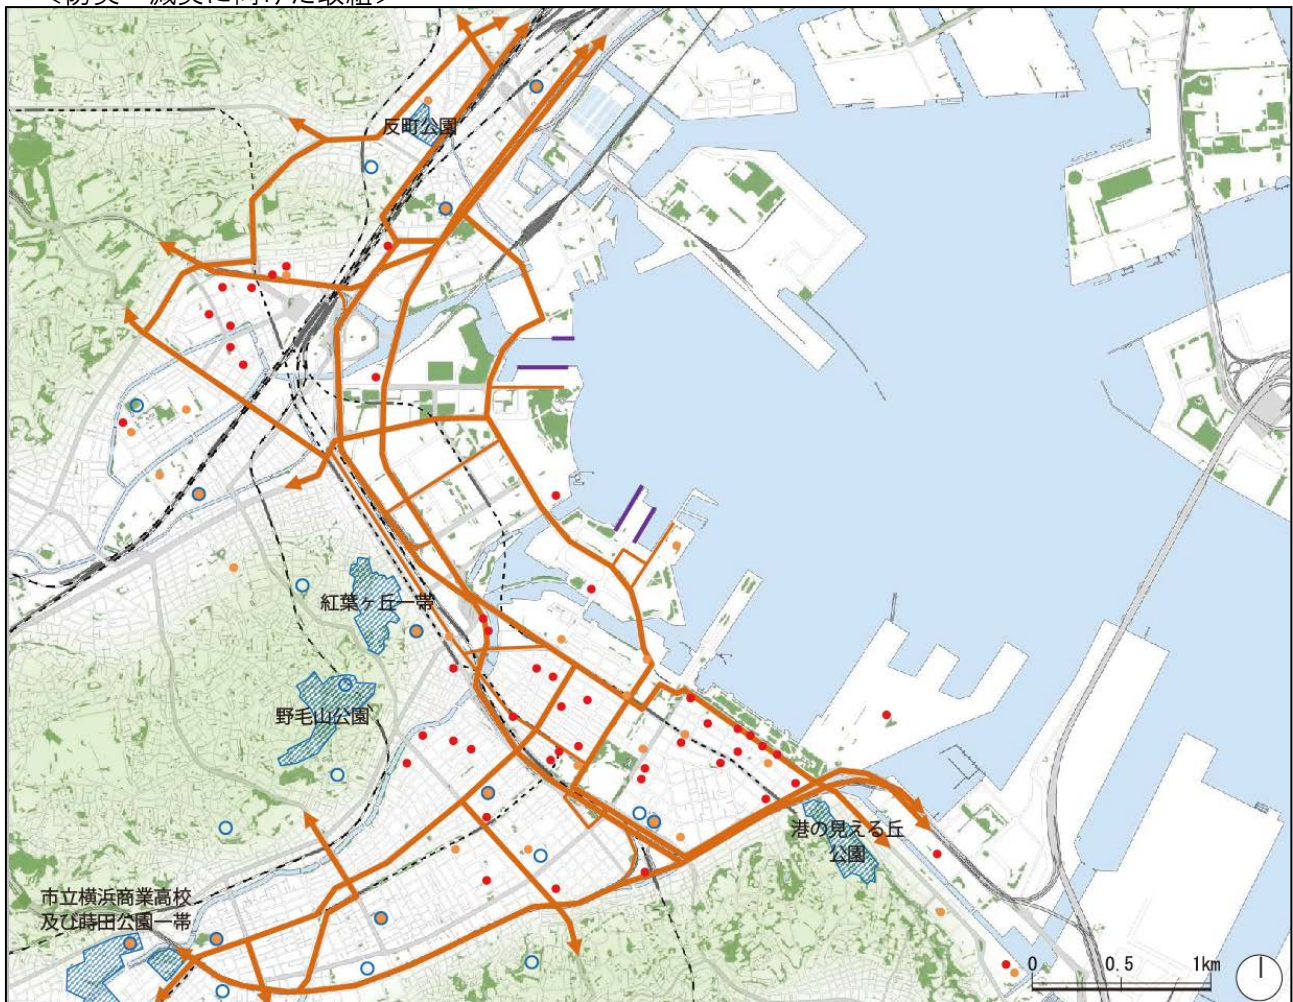 <防災・減災に向けた取組>
反町公園
紅葉ヶ丘一帯
野毛山公園
港の見える丘
公園
市立横浜商業高校
及び蒔田公園一帯
0 0.5 1km